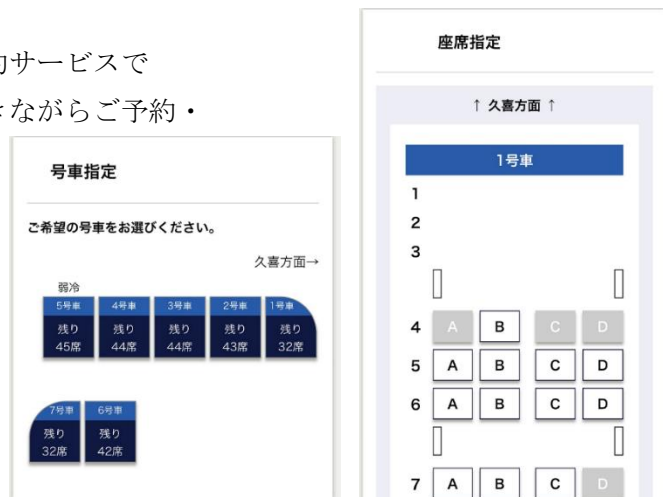 約サービスで
きながらご予約・
号車指定
ご希望の号車をお選びください。
久喜方面→
弱冷
5号車 4号車 3号車 2号車 1号車
残り 残り 残り 残り 残り
45席 44席 44席 43席 32席
7号車 6号車
残り 残り
32席 42席
座席指定
↑ 久喜方面 ↑
1号車
1
2
3
4 A B C D
5 A B C D
6 A B C D
7 A B C D